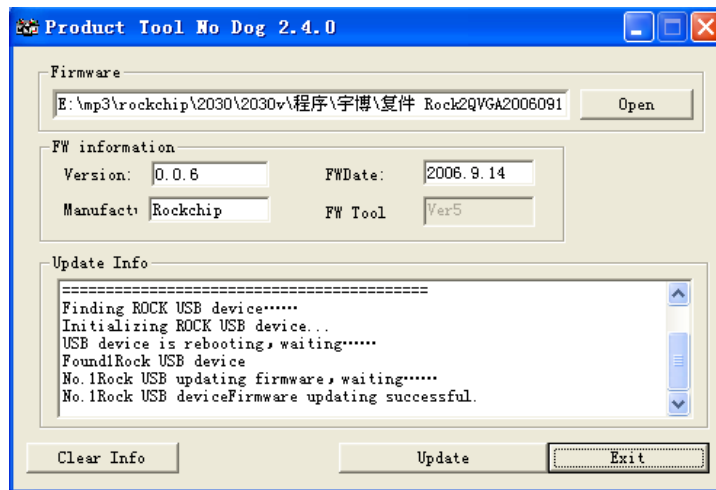 Product Tool No Dog 2.4.0
Firmware
E:\mp3\rockchip\2030\2030v\程序\宇博\复件 Rock2QVGA2006091
Open
FW information
Version: 0.0.6 FWDate: 2006.9.14
Manufact Rockchip FW Tool Ver5
Update Info
==========================================
Finding ROCK USB device······
Initializing ROCK USB device...
USB device is rebooting,waiting······
Found1Rock USB device
No.1Rock USB updating firmware,waiting······
No.1Rock USB deviceFirmware updating successful.
Clear Info Update Exit